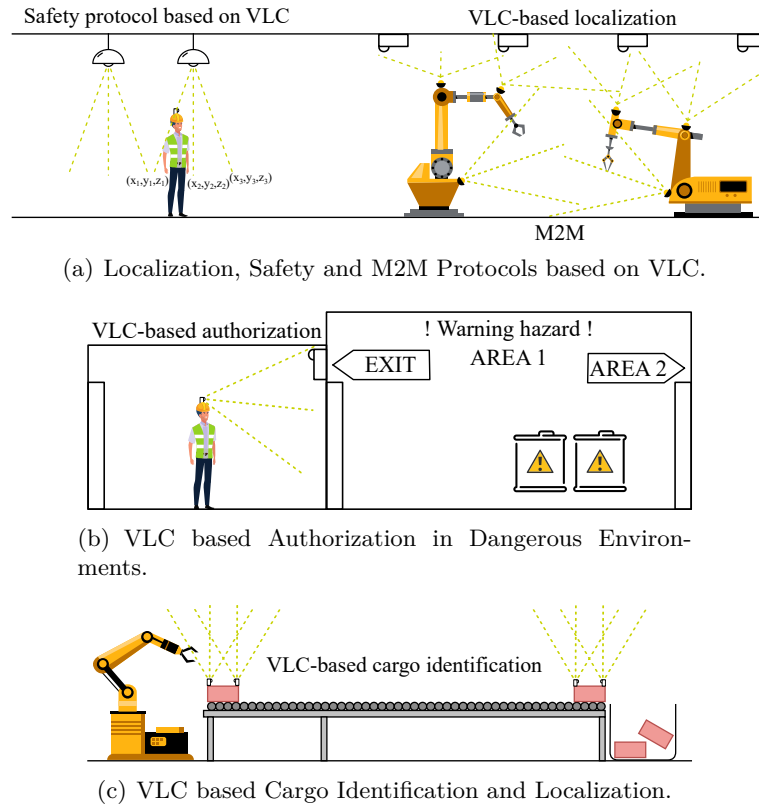 Safety protocol based on VLC
VLC-based localization
(x₁,y₁,z₁)
(x₂,y₂,z₂)
(x₃,y₃,z₃)
M2M
(a) Localization, Safety and M2M Protocols based on VLC.
VLC-based authorization
! Warning hazard !
EXIT
AREA 1
AREA 2
(b) VLC based Authorization in Dangerous Environ-
ments.
VLC-based cargo identification
(c) VLC based Cargo Identification and Localization.